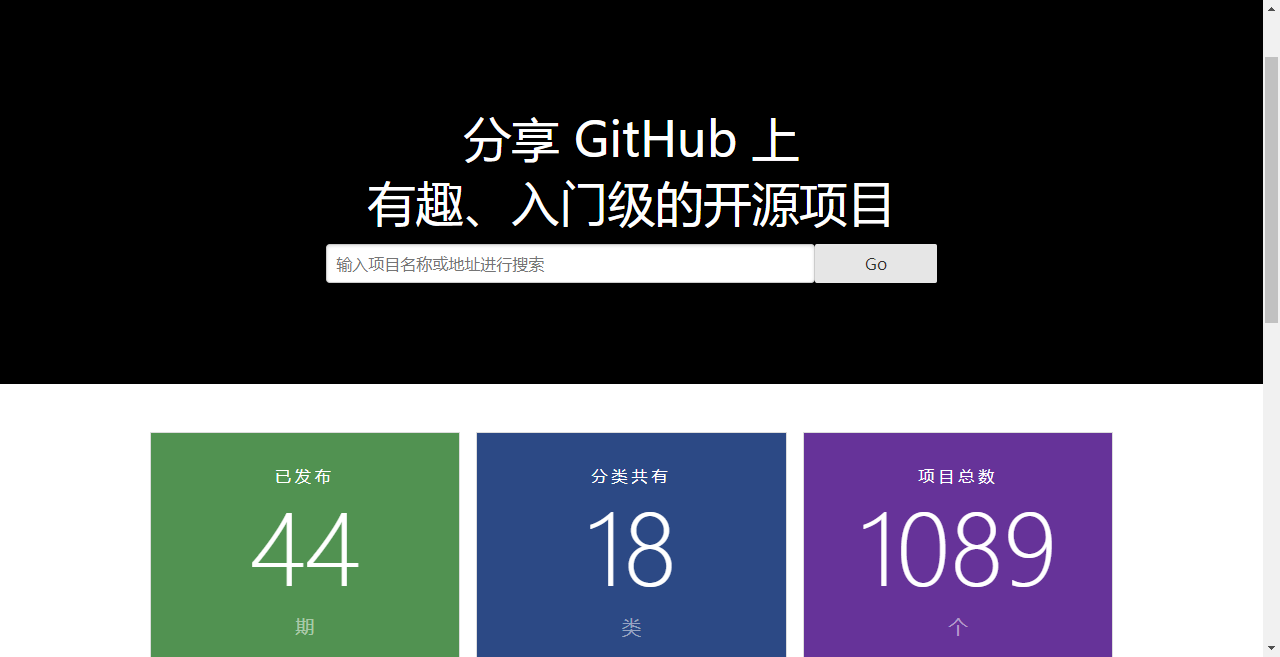 分享 GitHub 上
有趣、入门级的开源项目
输入项目名称或地址进行搜索
Go
已发布
44
期
分类共有
18
类
项目总数
1089
个